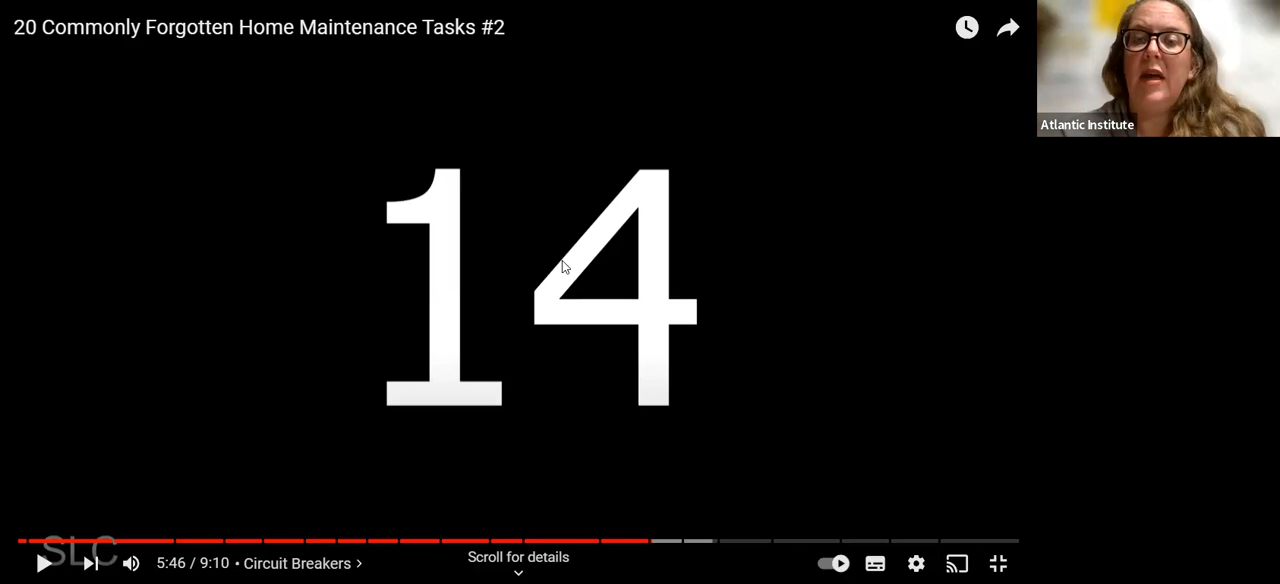 20 Commonly Forgotten Home Maintenance Tasks #2
Atlantic Institute
14
SLC
5:46 / 9:10 • Circuit Breakers >
Scroll for details